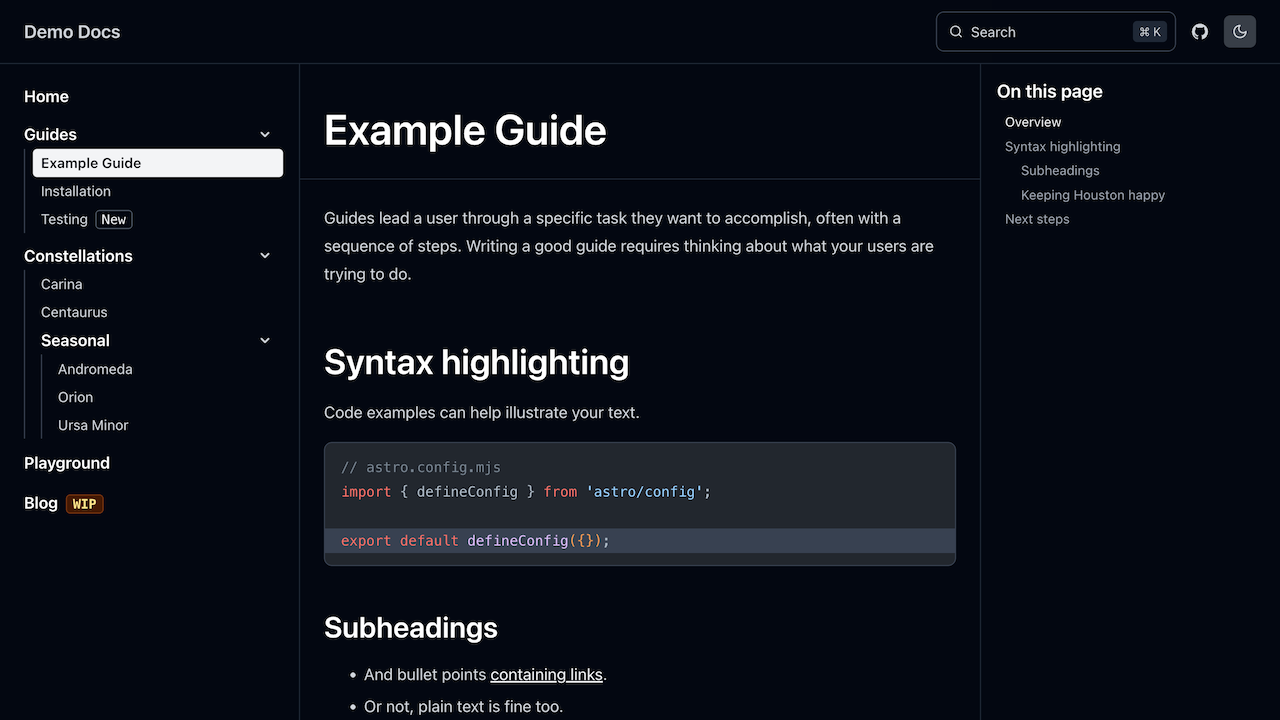 Demo Docs
Search
⌘ K
Home
Guides
Example Guide
Installation
Testing New
Constellations
Carina
Centaurus
Seasonal
Andromeda
Orion
Ursa Minor
Playground
Blog WIP
Example Guide
Guides lead a user through a specific task they want to accomplish, often with a
sequence of steps. Writing a good guide requires thinking about what your users are
trying to do.
Syntax highlighting
Code examples can help illustrate your text.
// astro.config.mjs
import { defineConfig } from 'astro/config';
export default defineConfig({});
Subheadings
• And bullet points containing links.
• Or not, plain text is fine too.
On this page
Overview
Syntax highlighting
Subheadings
Keeping Houston happy
Next steps